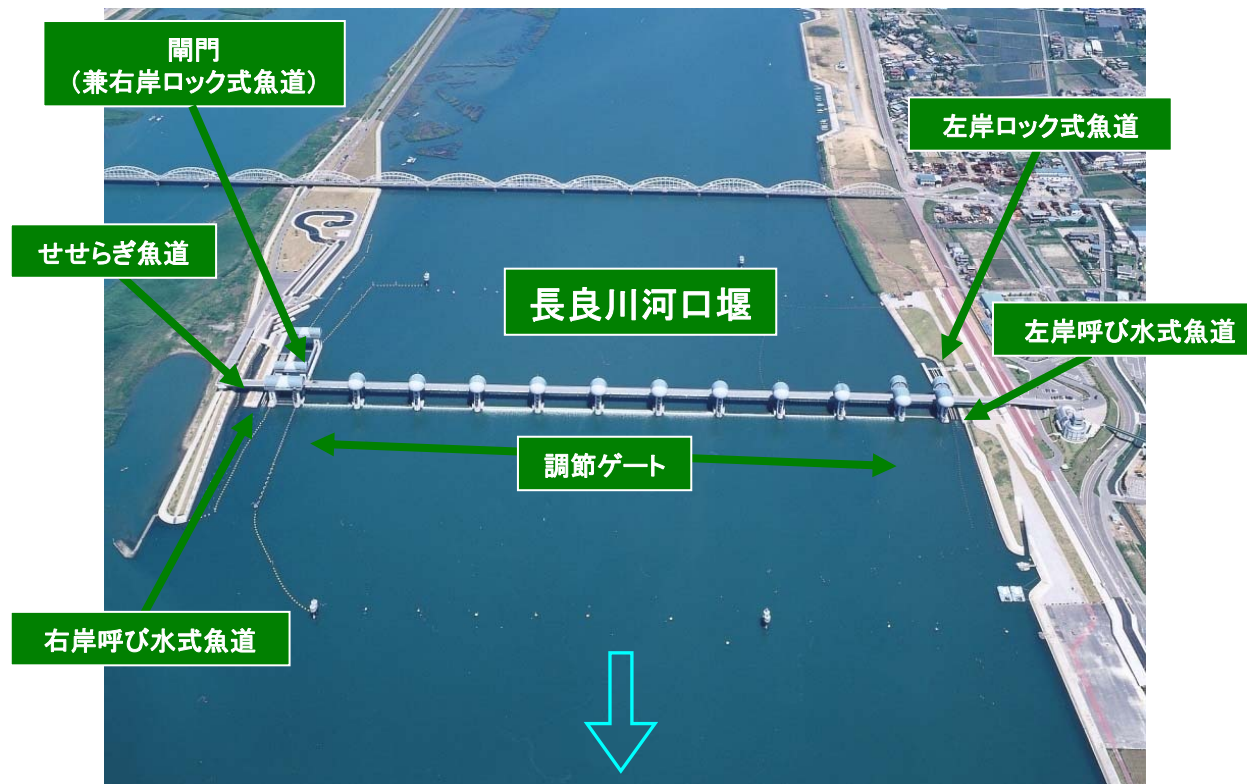 閘門
（兼右岸ロック式魚道）
左岸ロック式魚道
せせらぎ魚道
長良川河口堰
左岸呼び水式魚道
調節ゲート
右岸呼び水式魚道